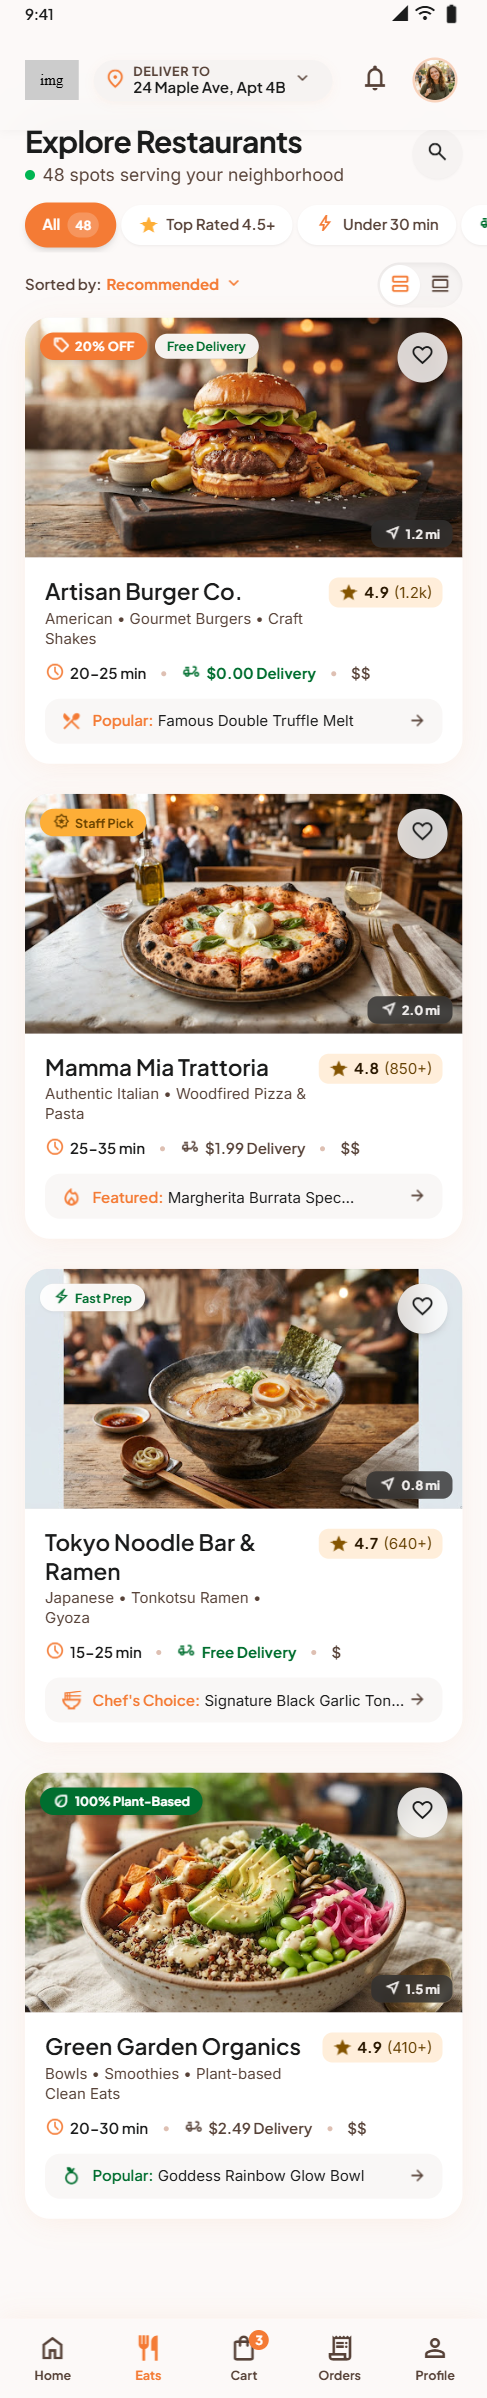 9:41
img
DELIVER TO
24 Maple Ave, Apt 4B
Explore Restaurants
48 spots serving your neighborhood
All 48
Top Rated 4.5+
Under 30 min
Sorted by: Recommended
20% OFF
Free Delivery
1.2 mi
Artisan Burger Co.
4.9 (1.2k)
American • Gourmet Burgers • Craft
Shakes
20–25 min • $0.00 Delivery • $$
Popular: Famous Double Truffle Melt
Staff Pick
2.0 mi
Mamma Mia Trattoria
4.8 (850+)
Authentic Italian • Woodfired Pizza &
Pasta
25–35 min • $1.99 Delivery • $$
Featured: Margherita Burrata Spec...
Fast Prep
0.8 mi
Tokyo Noodle Bar &
Ramen
4.7 (640+)
Japanese • Tonkotsu Ramen •
Gyoza
15–25 min • Free Delivery • $
Chef's Choice: Signature Black Garlic Ton...
100% Plant-Based
1.5 mi
Green Garden Organics
4.9 (410+)
Bowls • Smoothies • Plant-based
Clean Eats
20–30 min • $2.49 Delivery • $$
Popular: Goddess Rainbow Glow Bowl
3
Home
Eats
Cart
Orders
Profile